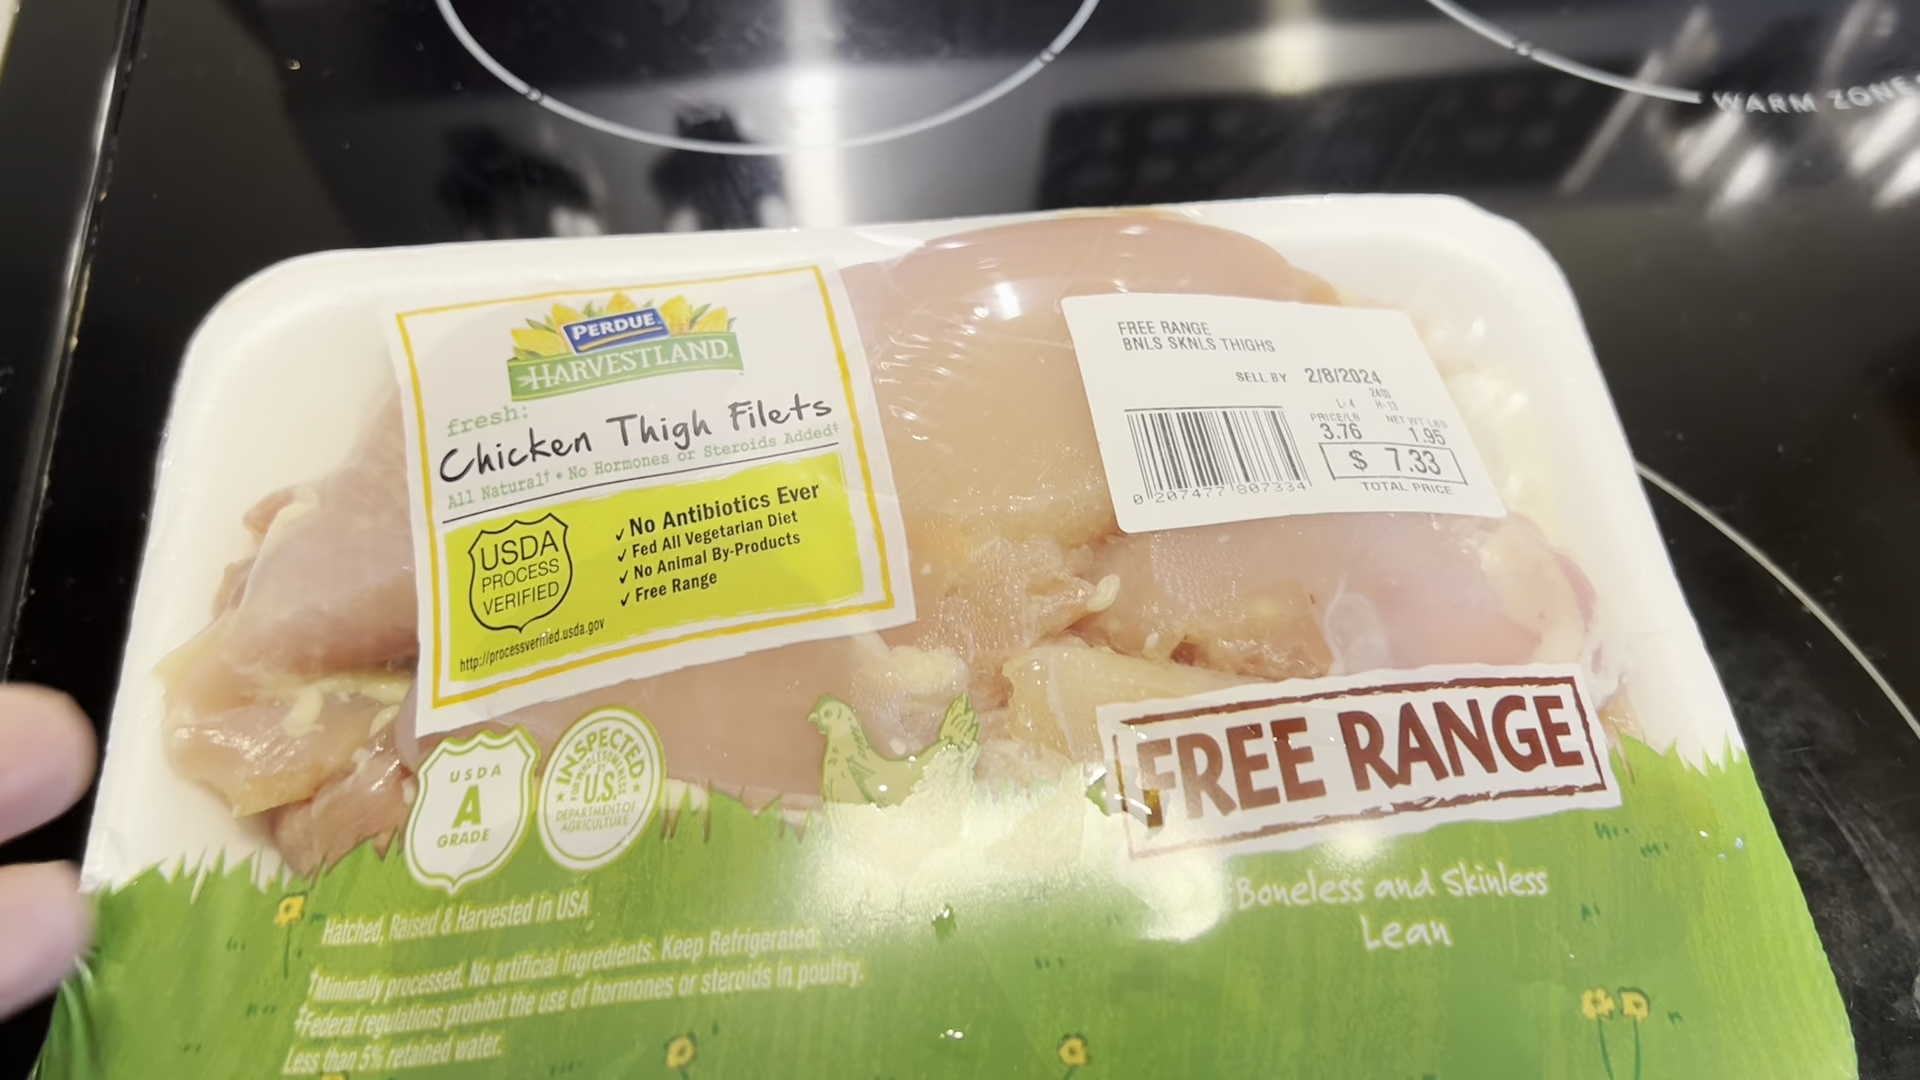 WARM ZONE
PERDUE
HARVESTLAND.
fresh:
Chicken Thigh Filets
All Natural† • No Hormones or Steroids Added‡
USDA
PROCESS
VERIFIED
✓ No Antibiotics Ever
✓ Fed All Vegetarian Diet
✓ No Animal By-Products
✓ Free Range
http://processverified.usda.gov
FREE RANGE
BNLS SKNLS THIGHS
SELL BY 2/8/2024
L-4 H-13
PRICE/LB NET WT LBS
3.76 1.95
$ 7.33
TOTAL PRICE
0 207477 807334
USDA
A
GRADE
INSPECTED
FOR WHOLESOMENESS
U.S.
DEPARTMENT OF
AGRICULTURE
FREE RANGE
Boneless and Skinless
Lean
Hatched, Raised & Harvested in USA
†Minimally processed. No artificial ingredients. Keep Refrigerated.
‡Federal regulations prohibit the use of hormones or steroids in poultry.
Less than 5% retained water.